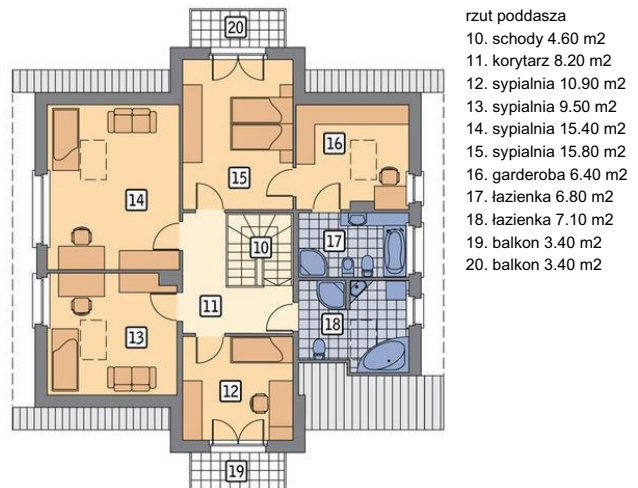 20
15
16
14
10
17
11
13
18
12
19
rzut poddasza
10. schody 4.60 m2
11. korytarz 8.20 m2
12. sypialnia 10.90 m2
13. sypialnia 9.50 m2
14. sypialnia 15.40 m2
15. sypialnia 15.80 m2
16. garderoba 6.40 m2
17. łazienka 6.80 m2
18. łazienka 7.10 m2
19. balkon 3.40 m2
20. balkon 3.40 m2